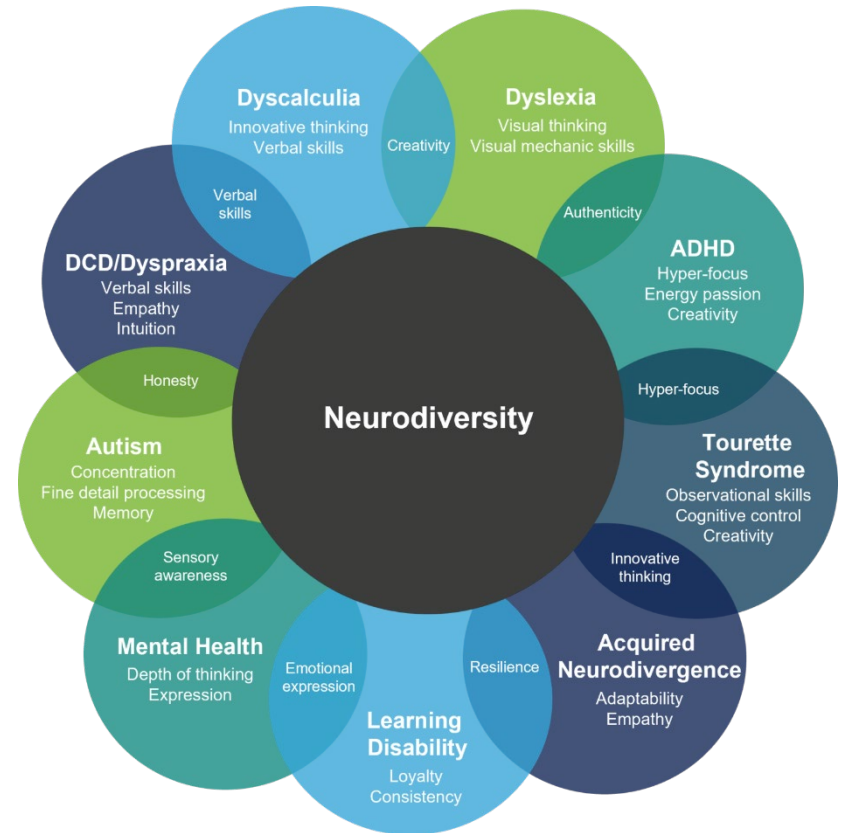 Dyscalculia
Innovative thinking
Verbal skills
Creativity
Dyslexia
Visual thinking
Visual mechanic skills
Authenticity
ADHD
Hyper-focus
Energy passion
Creativity
Hyper-focus
Tourette
Syndrome
Observational skills
Cognitive control
Creativity
Innovative
thinking
Acquired
Neurodivergence
Adaptability
Empathy
Resilience
Learning
Disability
Loyalty
Consistency
Emotional
expression
Mental Health
Depth of thinking
Expression
Sensory
awareness
Autism
Concentration
Fine detail processing
Memory
Honesty
DCD/Dyspraxia
Verbal skills
Empathy
Intuition
Verbal
skills
Neurodiversity